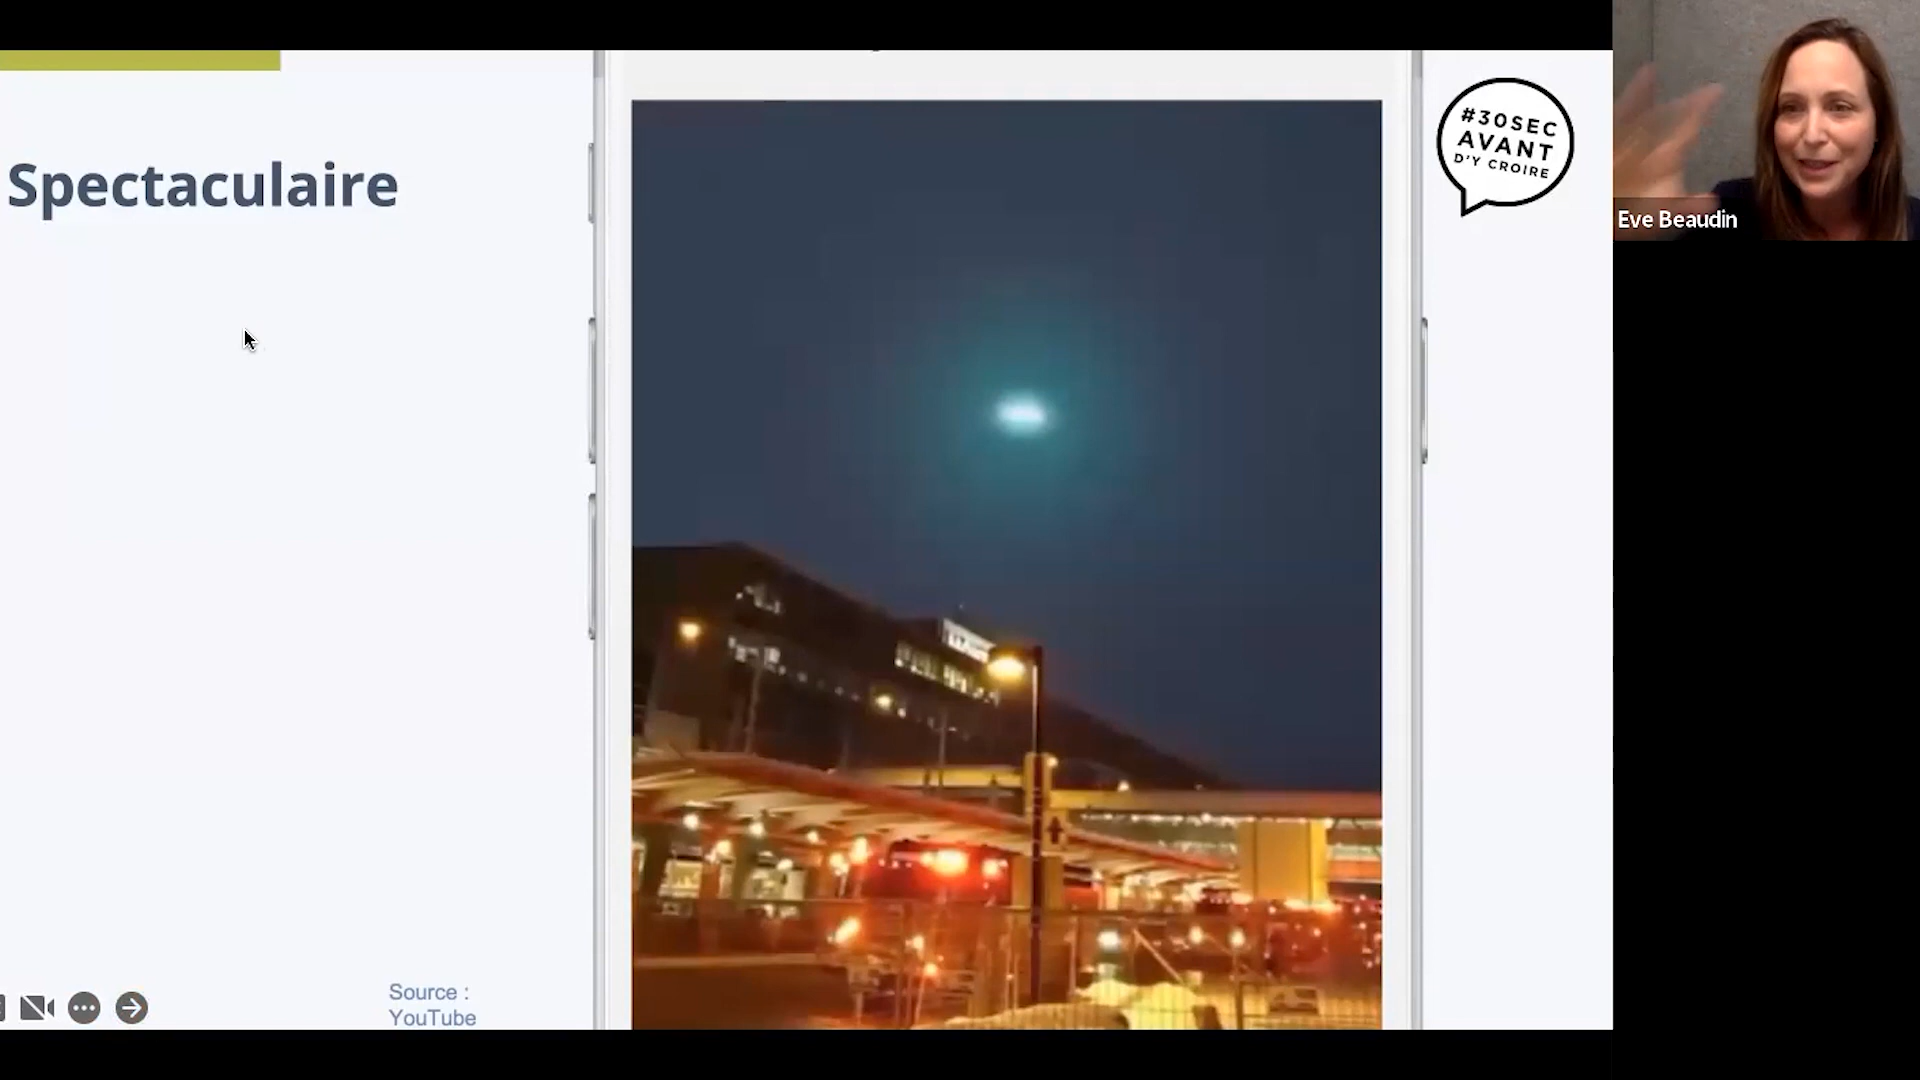 Spectaculaire
#30SEC
AVANT
D'Y CROIRE
Eve Beaudin
Source :
YouTube